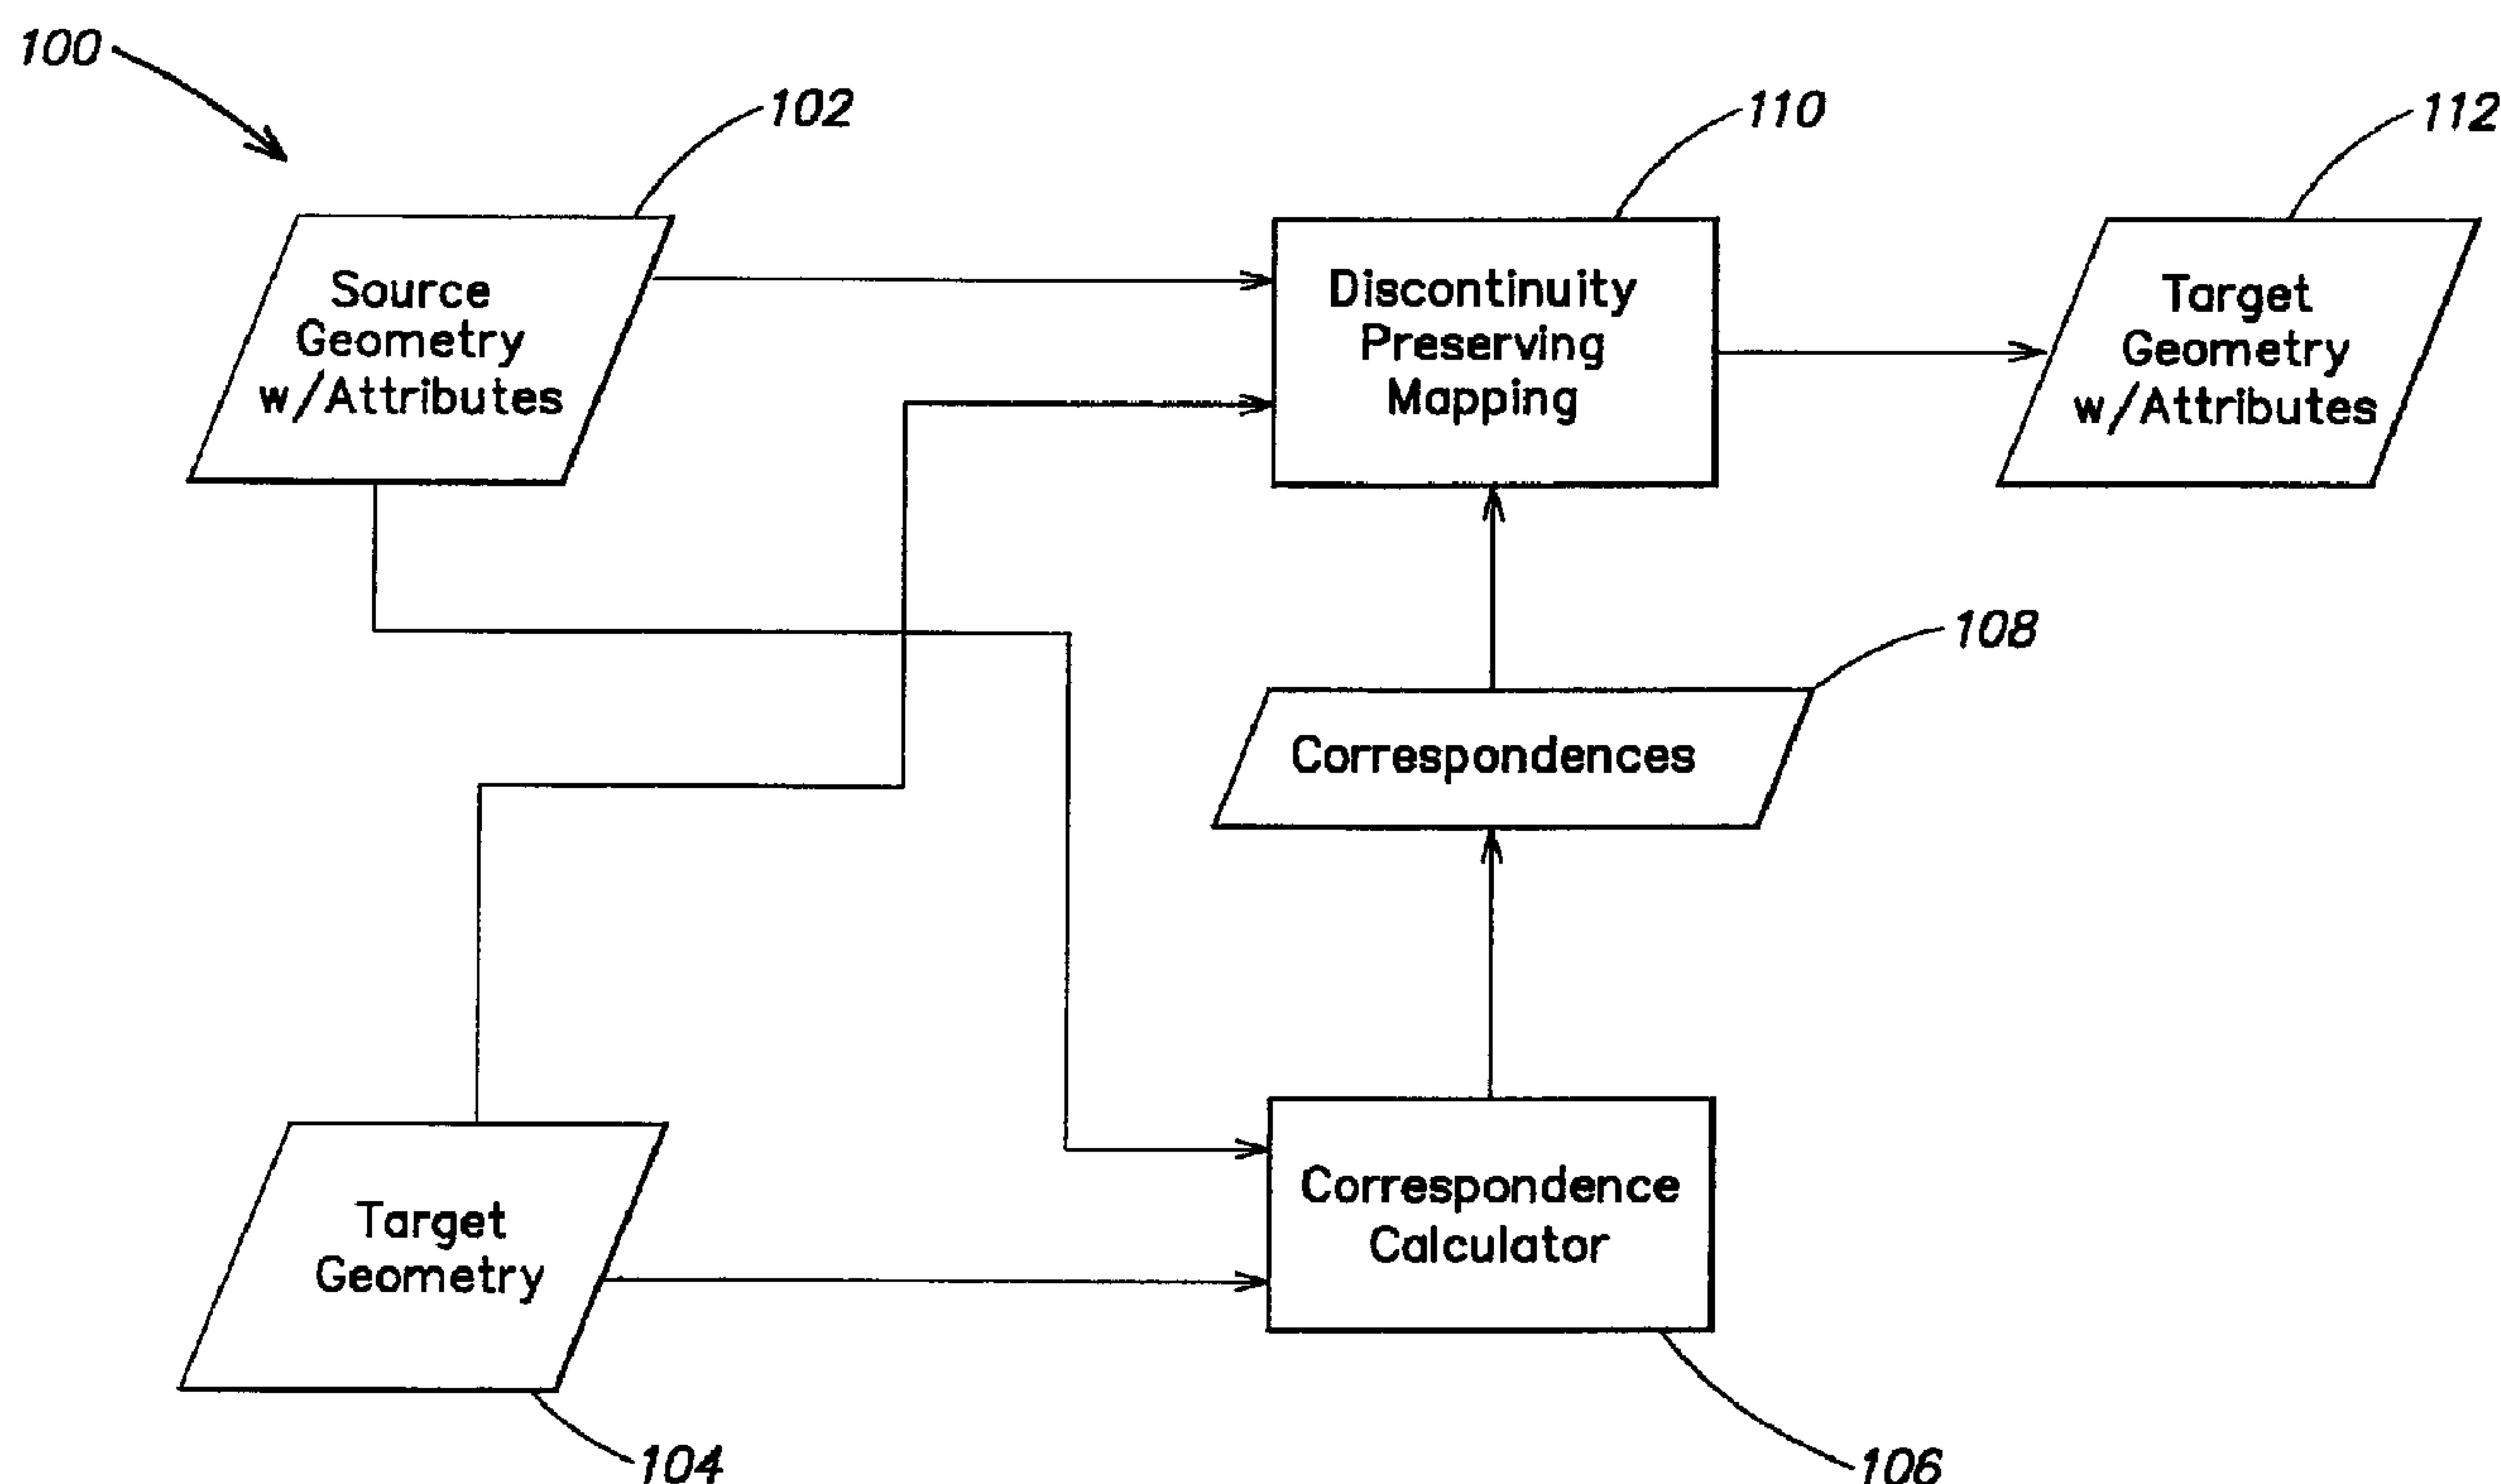 100
102
110
112
Source
Geometry
w/Attributes
Discontinuity
Preserving
Mapping
Target
Geometry
w/Attributes
108
Correspondences
Target
Geometry
Correspondence
Calculator
104
106